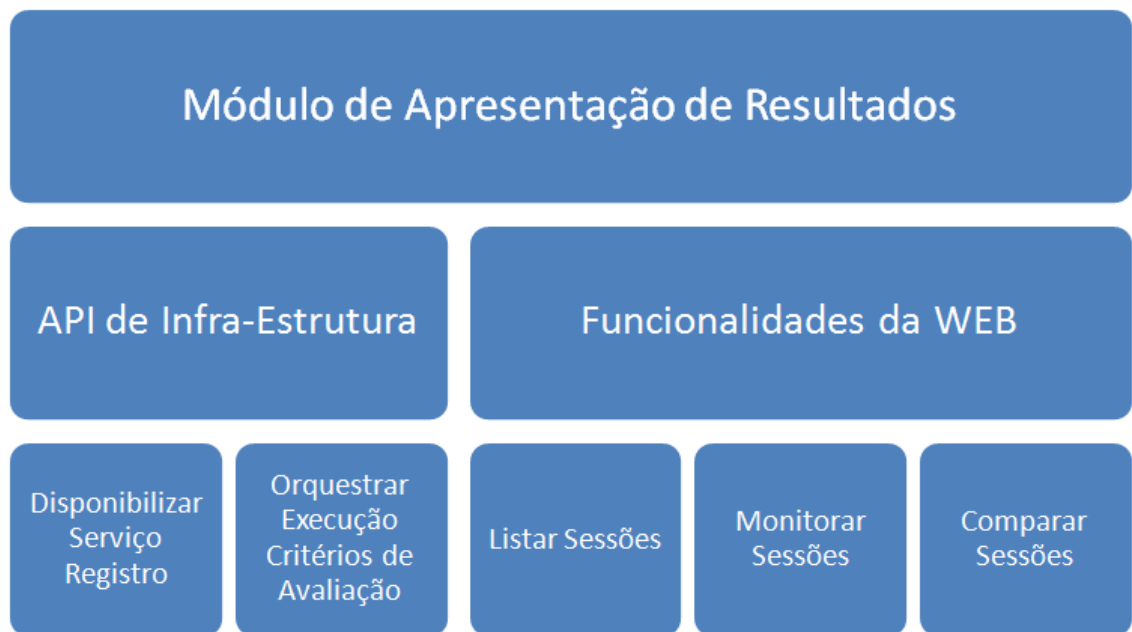 Módulo de Apresentação de Resultados
API de Infra-Estrutura
Funcionalidades da WEB
Disponibilizar
Serviço
Registro
Orquestrar
Execução
Critérios de
Avaliação
Listar Sessões
Monitorar
Sessões
Comparar
Sessões